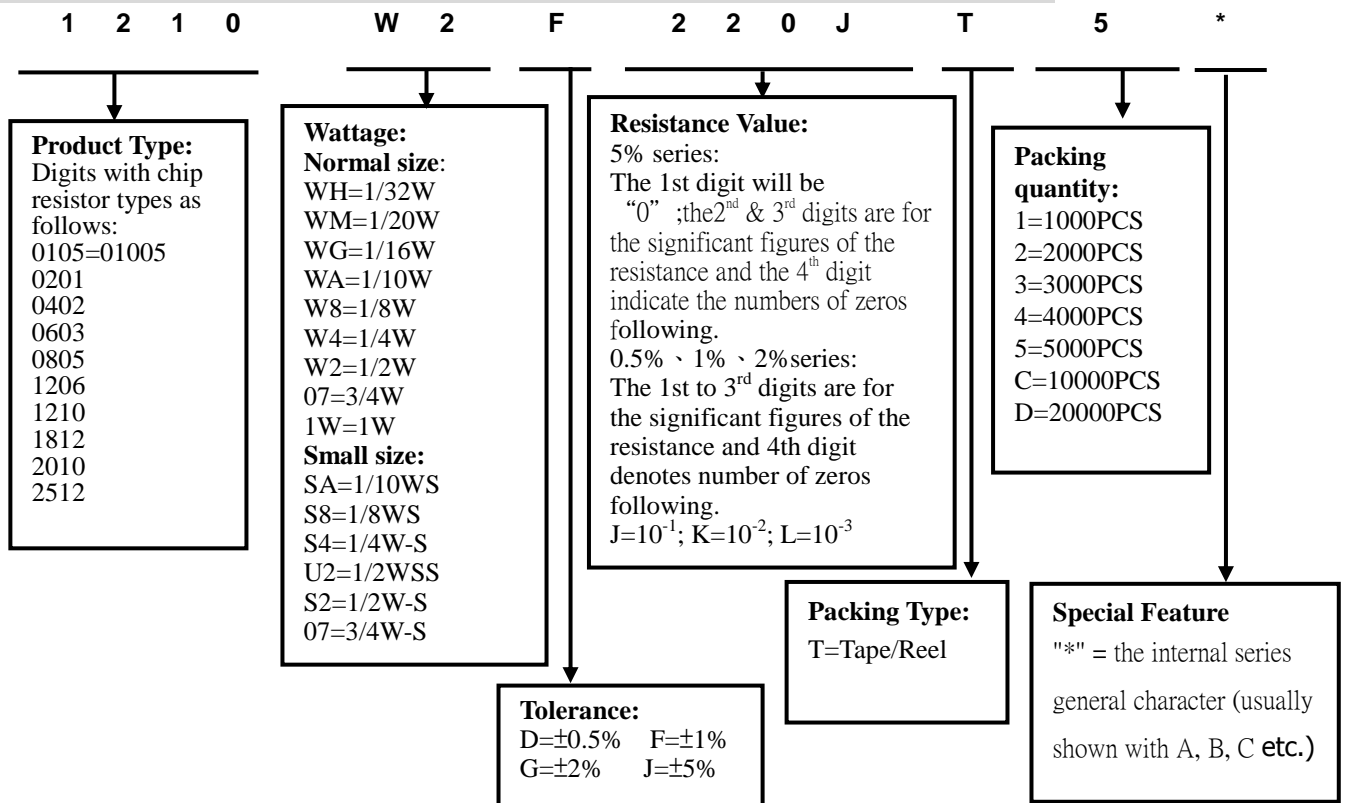 1 2 1 0 W 2 F 2 2 0 J T 5 *
Product Type:
Digits with chip
resistor types as
follows:
0105=01005
0201
0402
0603
0805
1206
1210
1812
2010
2512
Wattage:
Normal size:
WH=1/32W
WM=1/20W
WG=1/16W
WA=1/10W
W8=1/8W
W4=1/4W
W2=1/2W
07=3/4W
1W=1W
Small size:
SA=1/10WS
S8=1/8WS
S4=1/4W-S
U2=1/2WSS
S2=1/2W-S
07=3/4W-S
Tolerance:
D=±0.5% F=±1%
G=±2% J=±5%
Resistance Value:
5% series:
The 1st digit will be
“0” ;the2nd & 3rd digits are for
the significant figures of the
resistance and the 4th digit
indicate the numbers of zeros
following.
0.5%、1%、2%series:
The 1st to 3rd digits are for
the significant figures of the
resistance and 4th digit
denotes number of zeros
following.
J=10-1; K=10-2; L=10-3
Packing Type:
T=Tape/Reel
Packing
quantity:
1=1000PCS
2=2000PCS
3=3000PCS
4=4000PCS
5=5000PCS
C=10000PCS
D=20000PCS
Special Feature
"*" = the internal series
general character (usually
shown with A, B, C etc.)